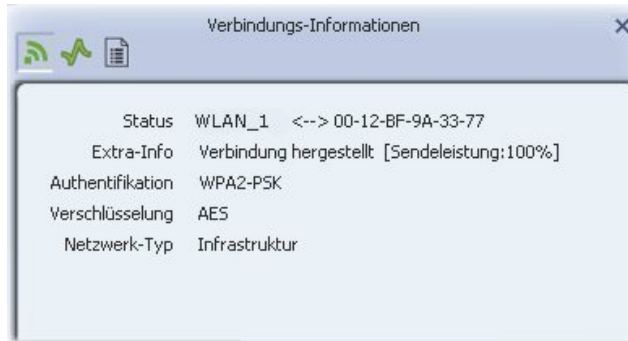 Verbindungs-Informationen
Status WLAN_1 <--> 00-12-BF-9A-33-77
Extra-Info Verbindung hergestellt [Sendeleistung:100%]
Authentifikation WPA2-PSK
Verschlüsselung AES
Netzwerk-Typ Infrastruktur